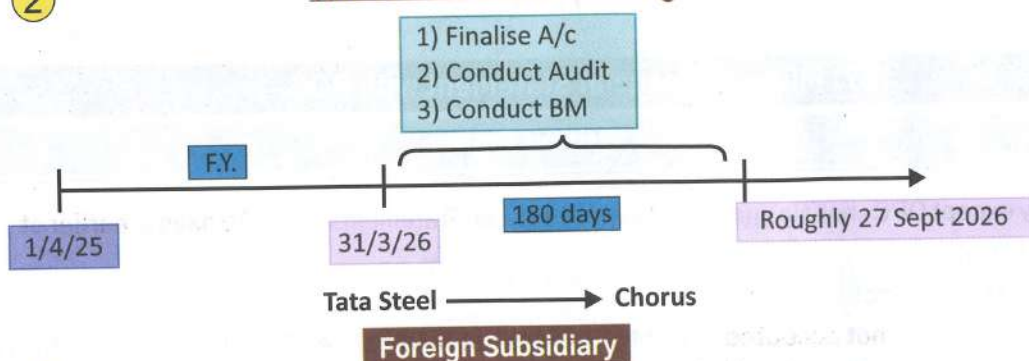 2
1) Finalise A/c
2) Conduct Audit
3) Conduct BM
F.Y.
180 days
1/4/25
31/3/26
Roughly 27 Sept 2026
Tata Steel Chorus
Foreign Subsidiary